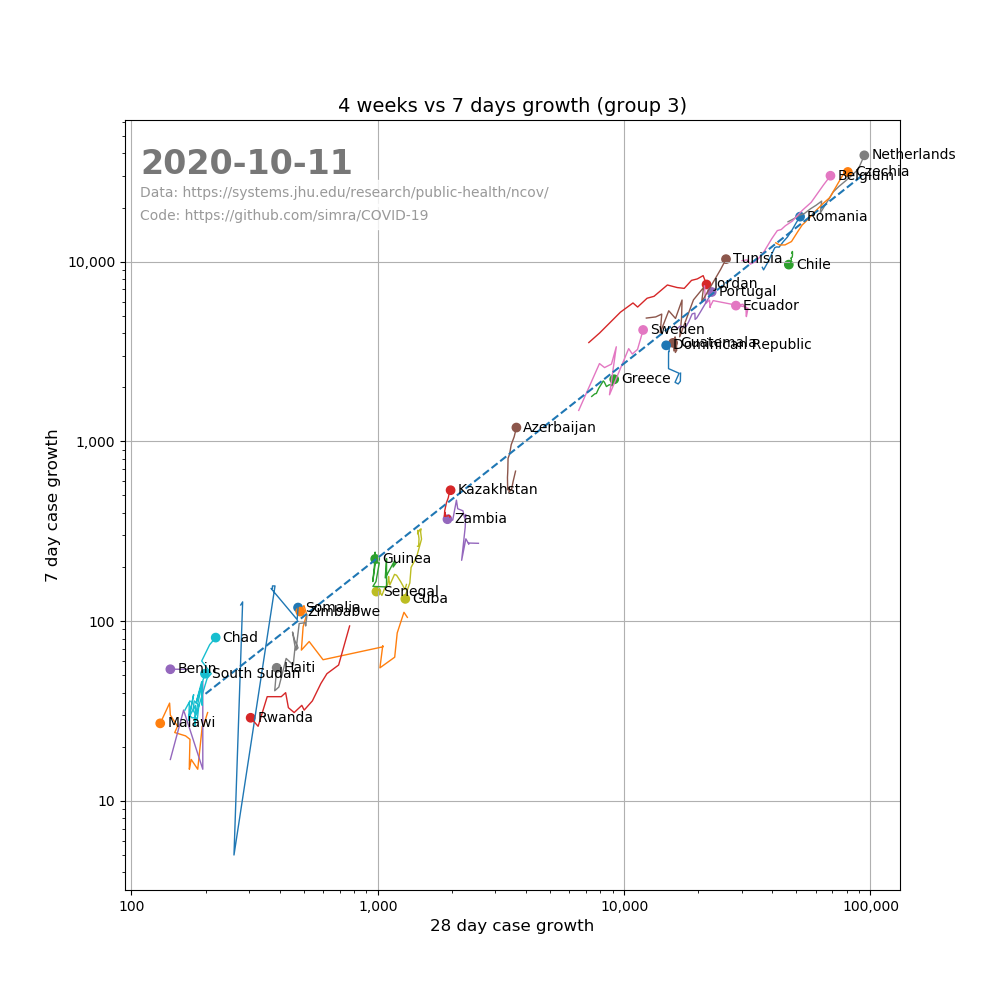 4 weeks vs 7 days growth (group 3)
2020-10-11
Data: https://systems.jhu.edu/research/public-health/ncov/
Code: https://github.com/simra/COVID-19
Netherlands
Czechia
Belgium
Romania
Tunisia
Chile
Jordan
Portugal
Ecuador
Sweden
Guatemala
Dominican Republic
Greece
Azerbaijan
Kazakhstan
Zambia
Guinea
Senegal
Cuba
Somalia
Zimbabwe
Chad
Benin
Haiti
South Sudan
Malawi
Rwanda
10,000
1,000
100
10
7 day case growth
100
1,000
10,000
100,000
28 day case growth